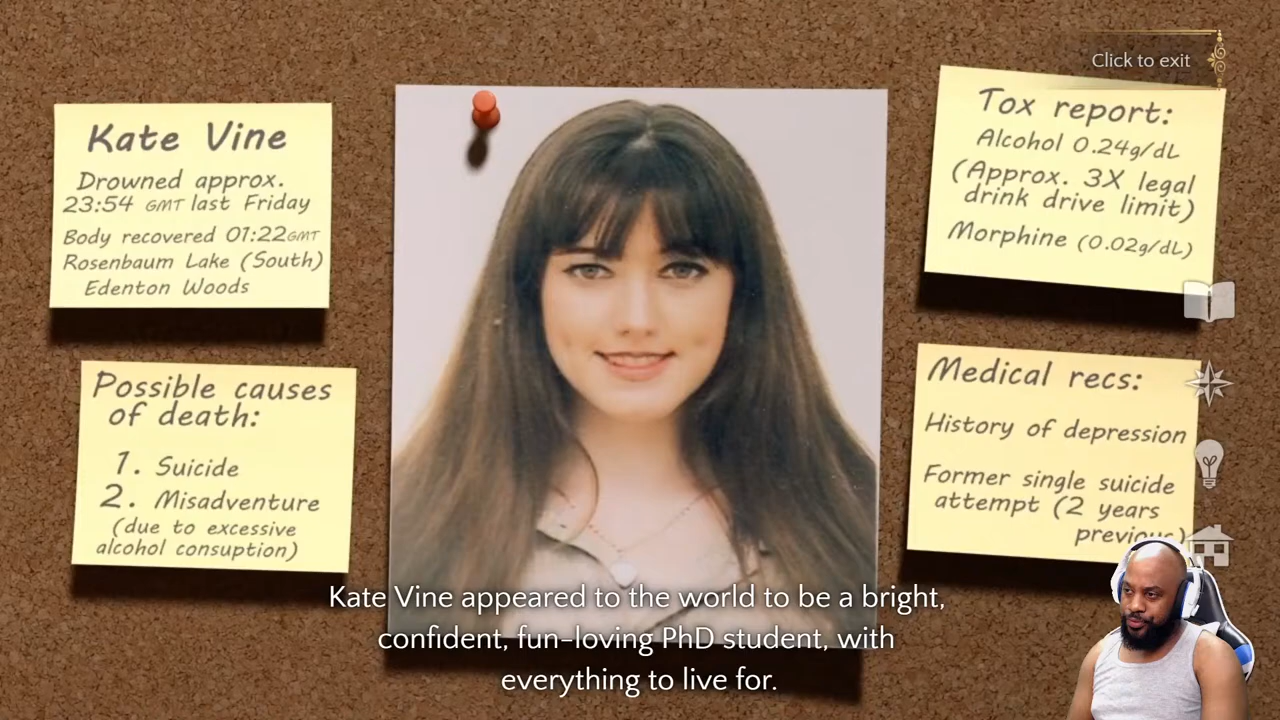 Click to exit
Kate Vine
Drowned approx.
23:54 GMT last Friday
Body recovered 01:22GMT
Rosenbaum Lake (South)
Edenton Woods
Tox report:
Alcohol 0.24g/dL
(Approx. 3X legal
drink drive limit)
Morphine (0.02g/dL)
Possible causes
of death:
1. Suicide
2. Misadventure
(due to excessive
alcohol consuption)
Medical recs:
History of depression
Former single suicide
attempt (2 years
previous)
Kate Vine appeared to the world to be a bright,
confident, fun-loving PhD student, with
everything to live for.